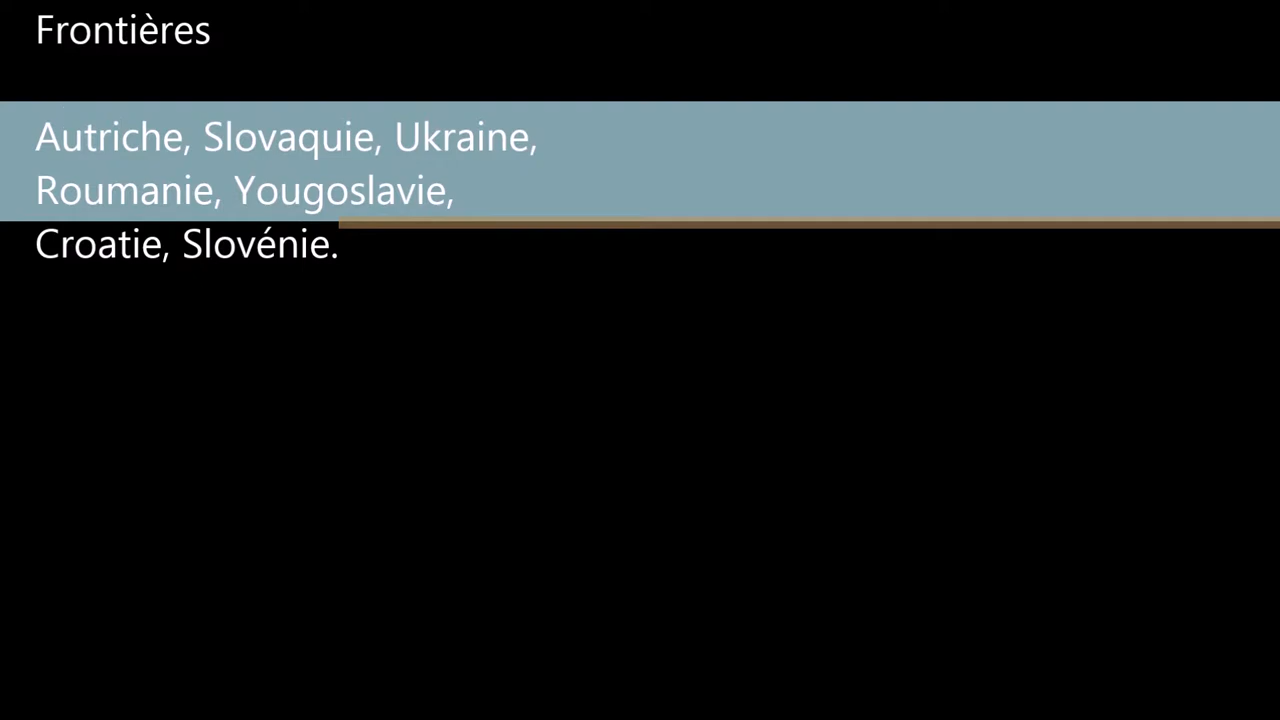 Frontières
Autriche, Slovaquie, Ukraine,
Roumanie, Yougoslavie,
Croatie, Slovénie.